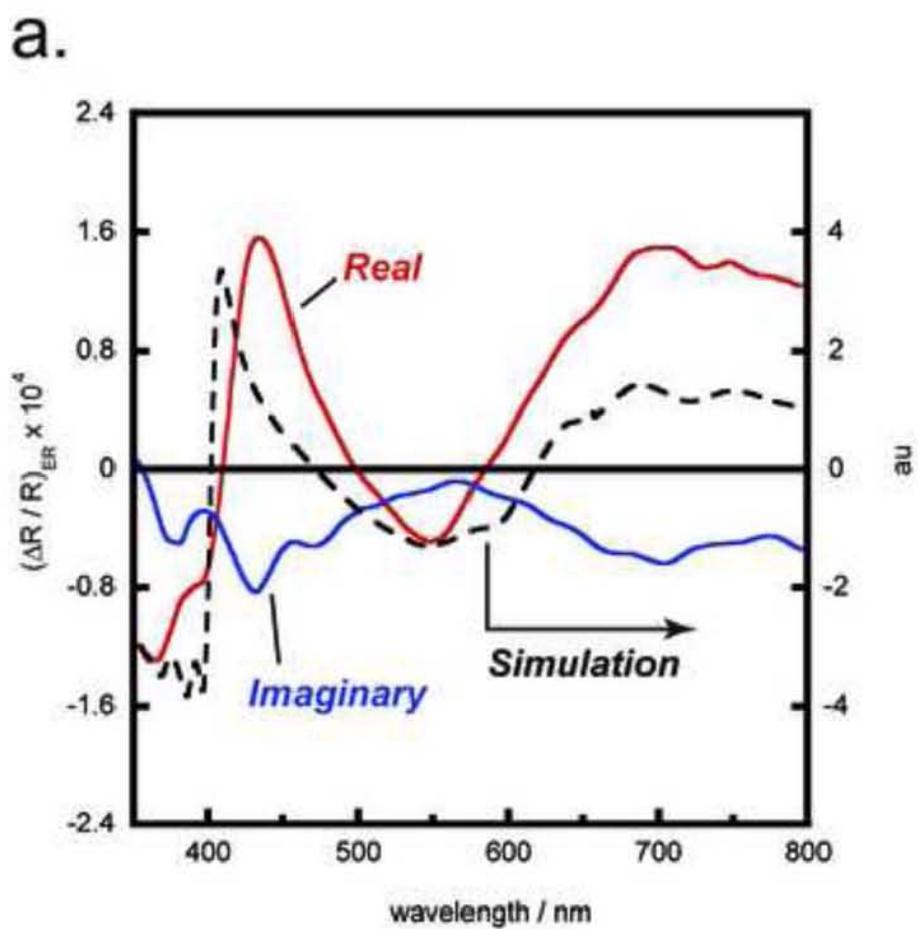 a.
2.4
1.6
0.8
0
-0.8
-1.6
-2.4
(ΔR / R)ER x 10⁴
Real
Imaginary
Simulation
4
2
0
-2
-4
au
400 500 600 700 800
wavelength / nm